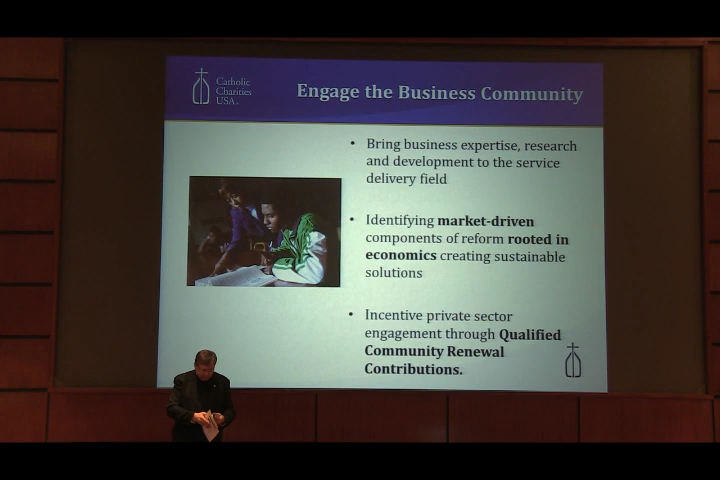 Catholic
Charities
USA.
Engage the Business Community
• Bring business expertise, research
and development to the service
delivery field
• Identifying market-driven
components of reform rooted in
economics creating sustainable
solutions
• Incentive private sector
engagement through Qualified
Community Renewal
Contributions.